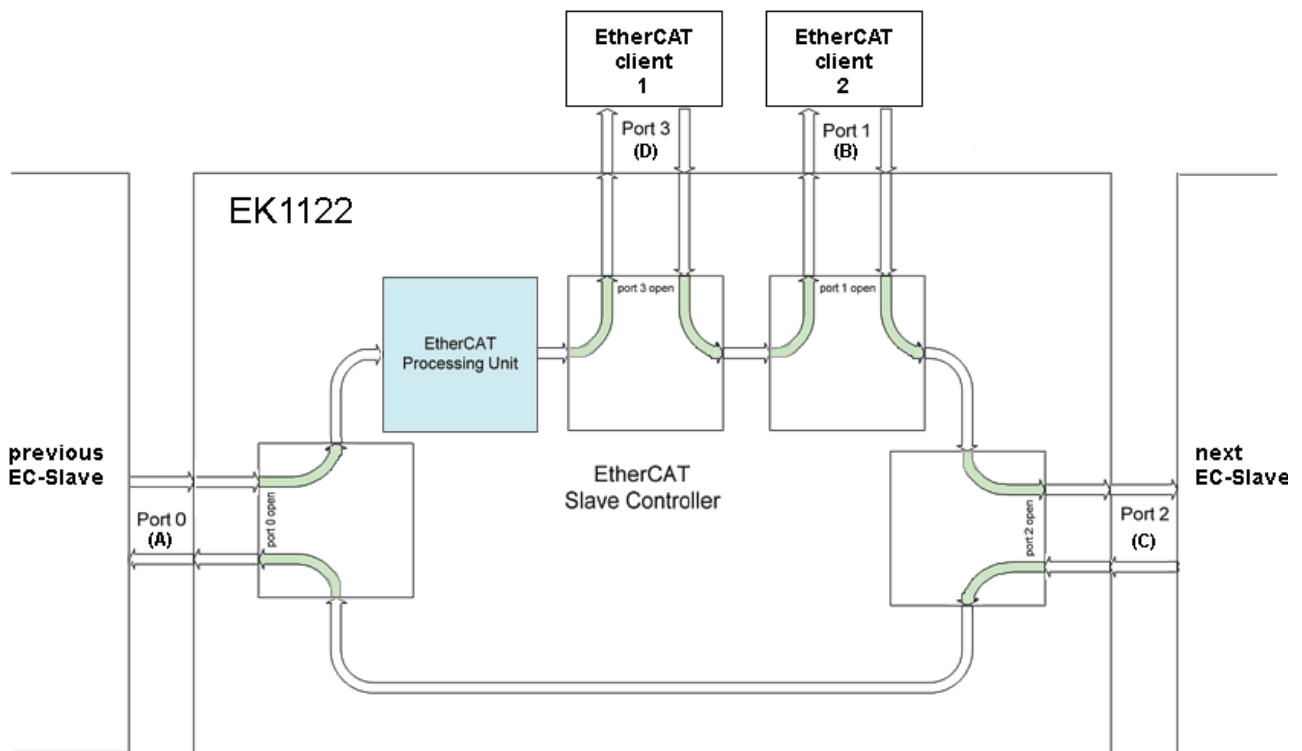 EtherCAT
client
1
EtherCAT
client
2
Port 3
(D)
Port 1
(B)
EK1122
port 3 open
port 1 open
EtherCAT
Processing Unit
previous
EC-Slave
next
EC-Slave
EtherCAT
Slave Controller
Port 0
(A)
port 0 open
port 2 open
Port 2
(C)